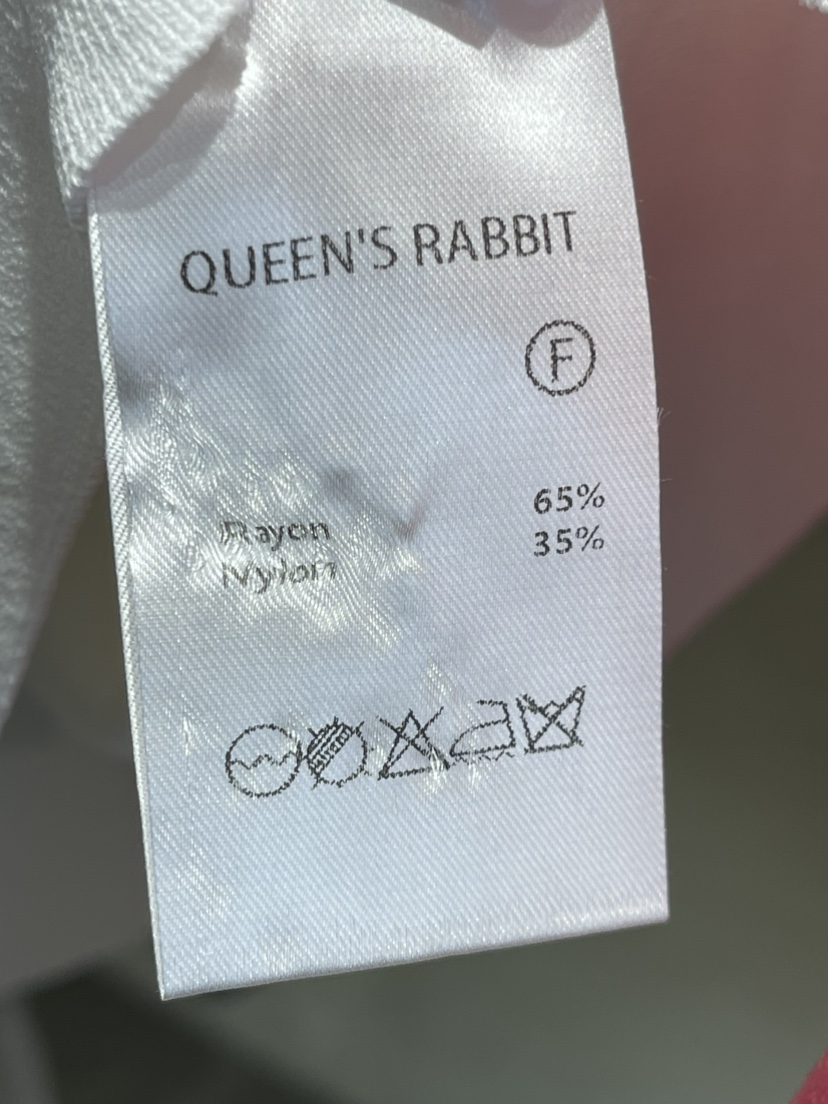 QUEEN'S RABBIT
F
Rayon 65%
Nylon 35%